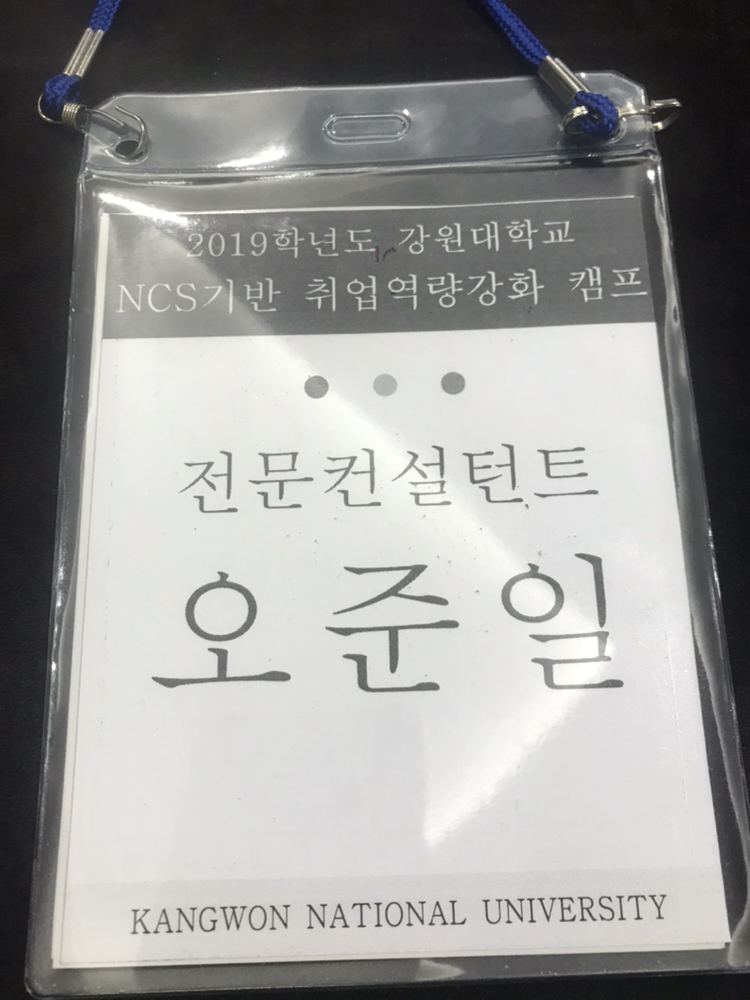 2019학년도 강원대학교
NCS기반 취업역량강화 캠프
전문컨설턴트
오준일
KANGWON NATIONAL UNIVERSITY